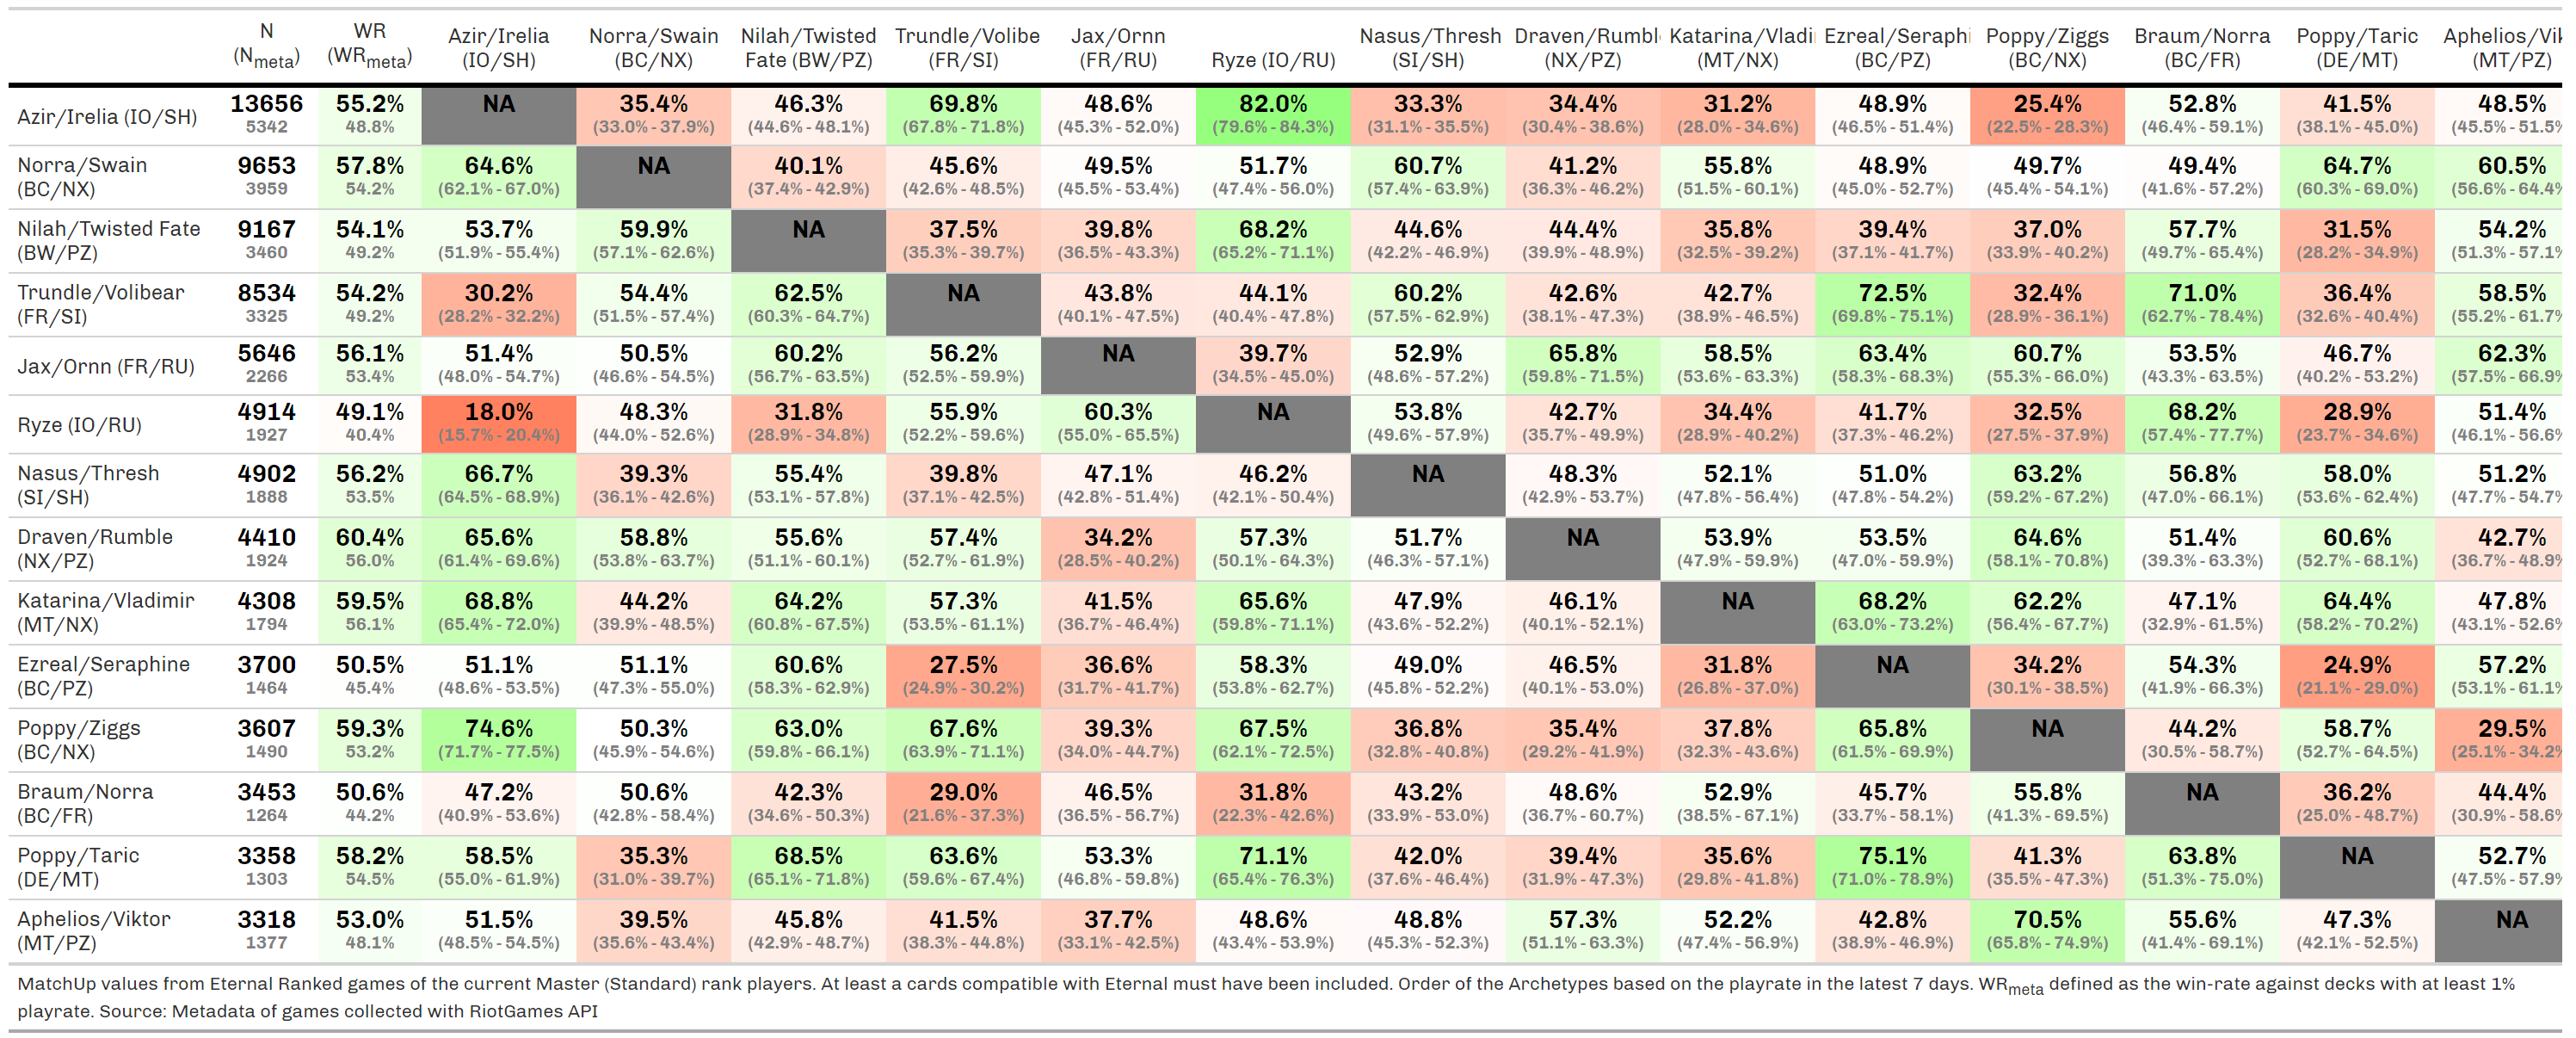 N WR Azir/Irelia Norra/Swain Nilah/Twisted Trundle/Volibe Jax/Ornn Nasus/Thresh Draven/Rumbl Katarina/Vladi Ezreal/Seraphi Poppy/Ziggs Braum/Norra Poppy/Taric Aphelios/Vik
(Nmeta) (WRmeta) (IO/SH) (BC/NX) Fate (BW/PZ) (FR/SI) (FR/RU) Ryze (IO/RU) (SI/SH) (NX/PZ) (MT/NX) (BC/PZ) (BC/NX) (BC/FR) (DE/MT) (MT/PZ)
Azir/Irelia (IO/SH) 13656 55.2% NA 35.4% 46.3% 69.8% 48.6% 82.0% 33.3% 34.4% 31.2% 48.9% 25.4% 52.8% 41.5% 48.5%
5342 48.8% (33.0% - 37.9%) (44.6% - 48.1%) (67.8% - 71.8%) (45.3% - 52.0%) (79.6% - 84.3%) (31.1% - 35.5%) (30.4% - 38.6%) (28.0% - 34.6%) (46.5% - 51.4%) (22.5% - 28.3%) (46.4% - 59.1%) (38.1% - 45.0%) (45.5% - 51.5%
Norra/Swain 9653 57.8% 64.6% NA 40.1% 45.6% 49.5% 51.7% 60.7% 41.2% 55.8% 48.9% 49.7% 49.4% 64.7% 60.5%
(BC/NX) 3959 54.2% (62.1% - 67.0%) (37.4% - 42.9%) (42.6% - 48.5%) (45.5% - 53.4%) (47.4% - 56.0%) (57.4% - 63.9%) (36.3% - 46.2%) (51.5% - 60.1%) (45.0% - 52.7%) (45.4% - 54.1%) (41.6% - 57.2%) (60.3% - 69.0%) (56.6% - 64.4%
Nilah/Twisted Fate 9167 54.1% 53.7% 59.9% NA 37.5% 39.8% 68.2% 44.6% 44.4% 35.8% 39.4% 37.0% 57.7% 31.5% 54.2%
(BW/PZ) 3460 49.2% (51.9% - 55.4%) (57.1% - 62.6%) (35.3% - 39.7%) (36.5% - 43.3%) (65.2% - 71.1%) (42.2% - 46.9%) (39.9% - 48.9%) (32.5% - 39.2%) (37.1% - 41.7%) (33.9% - 40.2%) (49.7% - 65.4%) (28.2% - 34.9%) (51.3% - 57.1%
Trundle/Volibear 8534 54.2% 30.2% 54.4% 62.5% NA 43.8% 44.1% 60.2% 42.6% 42.7% 72.5% 32.4% 71.0% 36.4% 58.5%
(FR/SI) 3325 49.2% (28.2% - 32.2%) (51.5% - 57.4%) (60.3% - 64.7%) (40.1% - 47.5%) (40.4% - 47.8%) (57.5% - 62.9%) (38.1% - 47.3%) (38.9% - 46.5%) (69.8% - 75.1%) (28.9% - 36.1%) (62.7% - 78.4%) (32.6% - 40.4%) (55.2% - 61.7%
Jax/Ornn (FR/RU) 5646 56.1% 51.4% 50.5% 60.2% 56.2% NA 39.7% 52.9% 65.8% 58.5% 63.4% 60.7% 53.5% 46.7% 62.3%
2266 53.4% (48.0% - 54.7%) (46.6% - 54.5%) (56.7% - 63.5%) (52.5% - 59.9%) (34.5% - 45.0%) (48.6% - 57.2%) (59.8% - 71.5%) (53.6% - 63.3%) (58.3% - 68.3%) (55.3% - 66.0%) (43.3% - 63.5%) (40.2% - 53.2%) (57.5% - 66.9%
Ryze (IO/RU) 4914 49.1% 18.0% 48.3% 31.8% 55.9% 60.3% NA 53.8% 42.7% 34.4% 41.7% 32.5% 68.2% 28.9% 51.4%
1927 40.4% (15.7% - 20.4%) (44.0% - 52.6%) (28.9% - 34.8%) (52.2% - 59.6%) (55.0% - 65.5%) (49.6% - 57.9%) (35.7% - 49.9%) (28.9% - 40.2%) (37.3% - 46.2%) (27.5% - 37.9%) (57.4% - 77.7%) (23.7% - 34.6%) (46.1% - 56.6%
Nasus/Thresh 4902 56.2% 66.7% 39.3% 55.4% 39.8% 47.1% 46.2% NA 48.3% 52.1% 51.0% 63.2% 56.8% 58.0% 51.2%
(SI/SH) 1888 53.5% (64.5% - 68.9%) (36.1% - 42.6%) (53.1% - 57.8%) (37.1% - 42.5%) (42.8% - 51.4%) (42.1% - 50.4%) (42.9% - 53.7%) (47.8% - 56.4%) (47.8% - 54.2%) (59.2% - 67.2%) (47.0% - 66.1%) (53.6% - 62.4%) (47.7% - 54.7%
Draven/Rumble 4410 60.4% 65.6% 58.8% 55.6% 57.4% 34.2% 57.3% 51.7% NA 53.9% 53.5% 64.6% 51.4% 60.6% 42.7%
(NX/PZ) 1924 56.0% (61.4% - 69.6%) (53.8% - 63.7%) (51.1% - 60.1%) (52.7% - 61.9%) (28.5% - 40.2%) (50.1% - 64.3%) (46.3% - 57.1%) (47.9% - 59.9%) (47.0% - 59.9%) (58.1% - 70.8%) (39.3% - 63.3%) (52.7% - 68.1%) (36.7% - 48.9%
Katarina/Vladimir 4308 59.5% 68.8% 44.2% 64.2% 57.3% 41.5% 65.6% 47.9% 46.1% NA 68.2% 62.2% 47.1% 64.4% 47.8%
(MT/NX) 1794 56.1% (65.4% - 72.0%) (39.9% - 48.5%) (60.8% - 67.5%) (53.5% - 61.1%) (36.7% - 46.4%) (59.8% - 71.1%) (43.6% - 52.2%) (40.1% - 52.1%) (63.0% - 73.2%) (56.4% - 67.7%) (32.9% - 61.5%) (58.2% - 70.2%) (43.1% - 52.6%
Ezreal/Seraphine 3700 50.5% 51.1% 51.1% 60.6% 27.5% 36.6% 58.3% 49.0% 46.5% 31.8% NA 34.2% 54.3% 24.9% 57.2%
(BC/PZ) 1464 45.4% (48.6% - 53.5%) (47.3% - 55.0%) (58.3% - 62.9%) (24.9% - 30.2%) (31.7% - 41.7%) (53.8% - 62.7%) (45.8% - 52.2%) (40.1% - 53.0%) (26.8% - 37.0%) (30.1% - 38.5%) (41.9% - 66.3%) (21.1% - 29.0%) (53.1% - 61.1%
Poppy/Ziggs 3607 59.3% 74.6% 50.3% 63.0% 67.6% 39.3% 67.5% 36.8% 35.4% 37.8% 65.8% NA 44.2% 58.7% 29.5%
(BC/NX) 1490 53.2% (71.7% - 77.5%) (45.9% - 54.6%) (59.8% - 66.1%) (63.9% - 71.1%) (34.0% - 44.7%) (62.1% - 72.5%) (32.8% - 40.8%) (29.2% - 41.9%) (32.3% - 43.6%) (61.5% - 69.9%) (30.5% - 58.7%) (52.7% - 64.5%) (25.1% - 34.2%
Braum/Norra 3453 50.6% 47.2% 50.6% 42.3% 29.0% 46.5% 31.8% 43.2% 48.6% 52.9% 45.7% 55.8% NA 36.2% 44.4%
(BC/FR) 1264 44.2% (40.9% - 53.6%) (42.8% - 58.4%) (34.6% - 50.3%) (21.6% - 37.3%) (36.5% - 56.7%) (22.3% - 42.6%) (33.9% - 53.0%) (36.7% - 60.7%) (38.5% - 67.1%) (33.7% - 58.1%) (41.3% - 69.5%) (25.0% - 48.7%) (30.9% - 58.6%
Poppy/Taric 3358 58.2% 58.5% 35.3% 68.5% 63.6% 53.3% 71.1% 42.0% 39.4% 35.6% 75.1% 41.3% 63.8% NA 52.7%
(DE/MT) 1303 54.5% (55.0% - 61.9%) (31.0% - 39.7%) (65.1% - 71.8%) (59.6% - 67.4%) (46.8% - 59.8%) (65.4% - 76.3%) (37.6% - 46.4%) (31.9% - 47.3%) (29.8% - 41.8%) (71.0% - 78.9%) (35.5% - 47.3%) (51.3% - 75.0%) (47.5% - 57.9%
Aphelios/Viktor 3318 53.0% 51.5% 39.5% 45.8% 41.5% 37.7% 48.6% 48.8% 57.3% 52.2% 42.8% 70.5% 55.6% 47.3% NA
(MT/PZ) 1377 48.1% (48.5% - 54.5%) (35.6% - 43.4%) (42.9% - 48.7%) (38.3% - 44.8%) (33.1% - 42.5%) (43.4% - 53.9%) (45.3% - 52.3%) (51.1% - 63.3%) (47.4% - 56.9%) (38.9% - 46.9%) (65.8% - 74.9%) (41.4% - 69.1%) (42.1% - 52.5%)
MatchUp values from Eternal Ranked games of the current Master (Standard) rank players. At least a cards compatible with Eternal must have been included. Order of the Archetypes based on the playrate in the latest 7 days. WRmeta defined as the win-rate against decks with at least 1%
playrate. Source: Metadata of games collected with RiotGames API